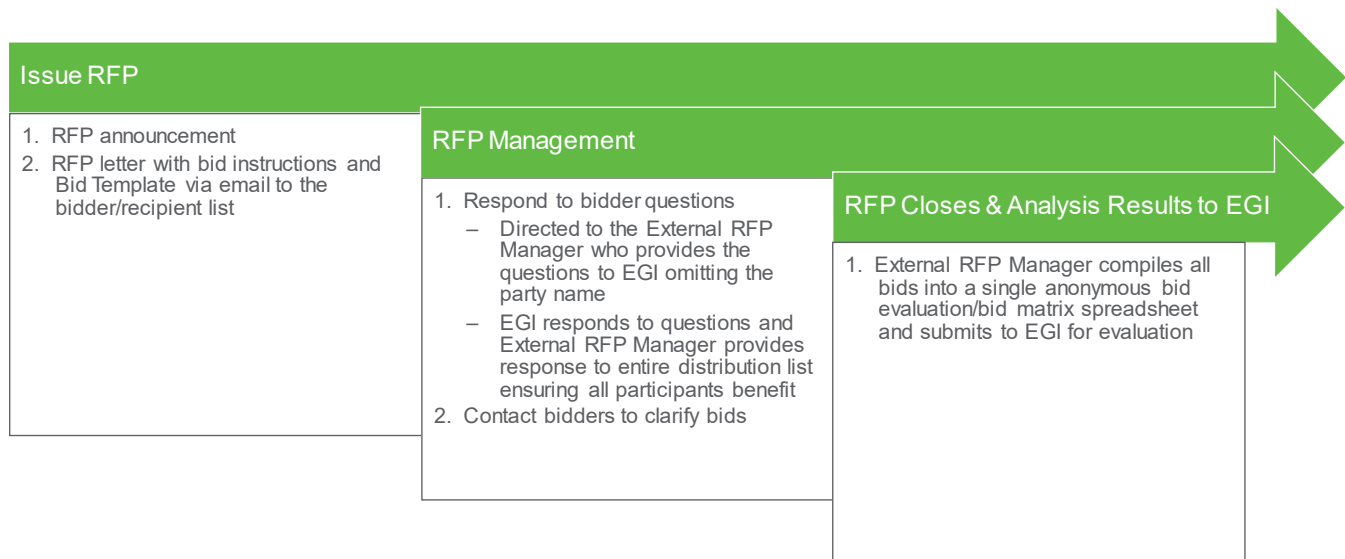 Issue RFP
1. RFP announcement
2. RFP letter with bid instructions and
Bid Template via email to the
bidder/recipient list
RFP Management
1. Respond to bidder questions
– Directed to the External RFP
Manager who provides the
questions to EGI omitting the
party name
– EGI responds to questions and
External RFP Manager provides
response to entire distribution list
ensuring all participants benefit
2. Contact bidders to clarify bids
RFP Closes & Analysis Results to EGI
1. External RFP Manager compiles all
bids into a single anonymous bid
evaluation/bid matrix spreadsheet
and submits to EGI for evaluation